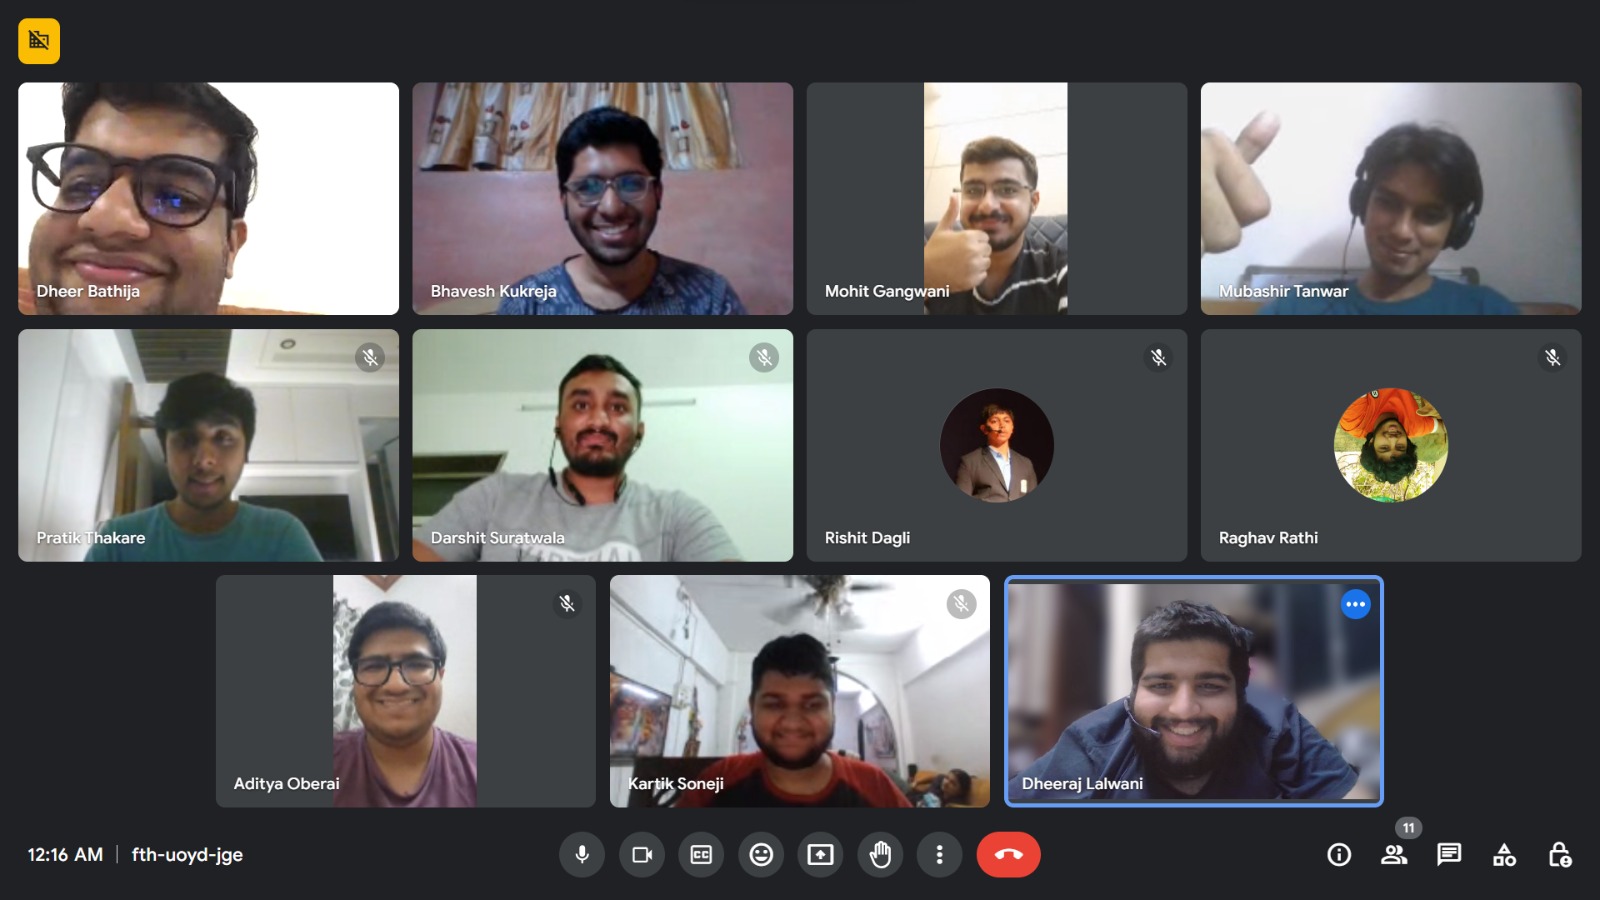 Dheer Bathija
Bhavesh Kukreja
Mohit Gangwani
Mubashir Tanwar
Pratik Thakare
Darshit Suratwala
Rishit Dagli
Raghav Rathi
Aditya Oberai
Kartik Soneji
Dheeraj Lalwani
11
12:16 AM | fth-uoyd-jge
CC